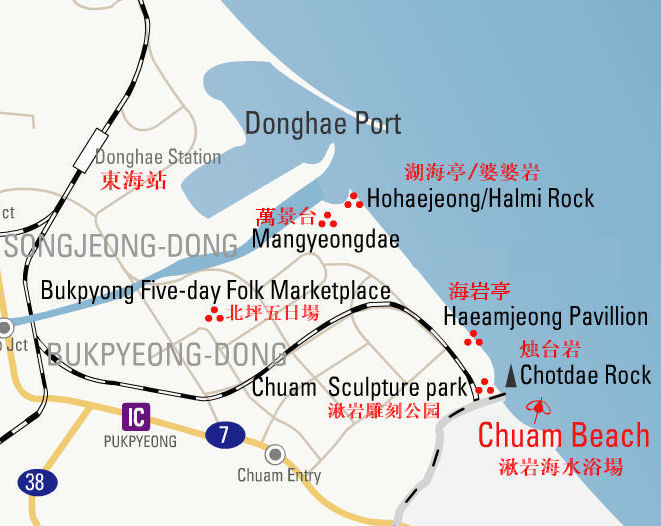 Donghae Port
Donghae Station
東海站
湖海亭/婆婆岩
Hohaejeong/Halmi Rock
ct
萬景台
Mangyeongdae
SONGJEONG-DONG
Bukpyong Five-day Folk Marketplace
北坪五日場
海岩亭
Haeamjeong Pavillion
Jct
BUKPYEONG-DONG
烛台岩
Chotdae Rock
Chuam Sculpture park
湫岩雕刻公园
IC
PUKPYEONG
7
Chuam Beach
湫岩海水浴場
Chuam Entry
38